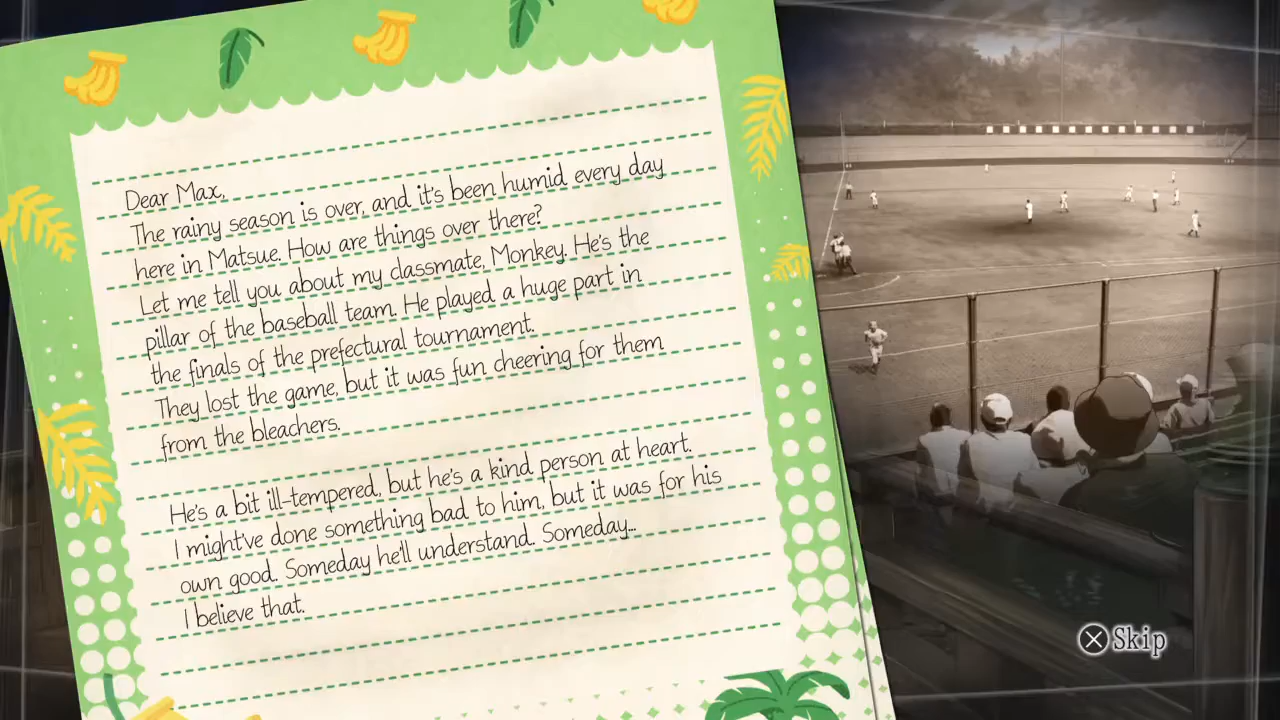 Dear Max,
The rainy season is over, and it's been humid every day
here in Matsue. How are things over there?
Let me tell you about my classmate, Monkey. He's the
pillar of the baseball team. He played a huge part in
the finals of the prefectural tournament.
They lost the game, but it was fun cheering for them
from the bleachers.
He's a bit ill-tempered, but he's a kind person at heart.
I might've done something bad to him, but it was for his
own good. Someday he'll understand. Someday...
I believe that.
Skip